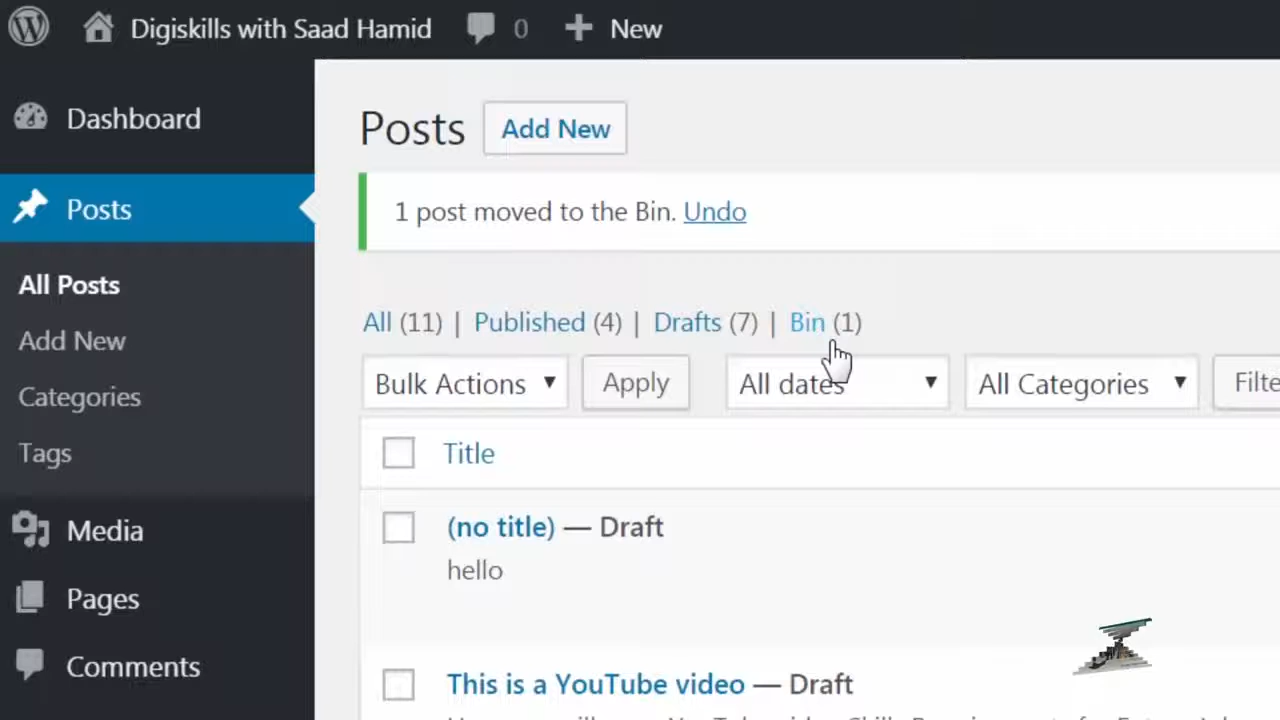 Digiskills with Saad Hamid 0 New
Dashboard
Posts
All Posts
Add New
Categories
Tags
Media
Pages
Comments
Posts Add New
1 post moved to the Bin. Undo
All (11) | Published (4) | Drafts (7) | Bin (1)
Bulk Actions Apply All dates All Categories
Title
(no title) — Draft
hello
This is a YouTube video — Draft